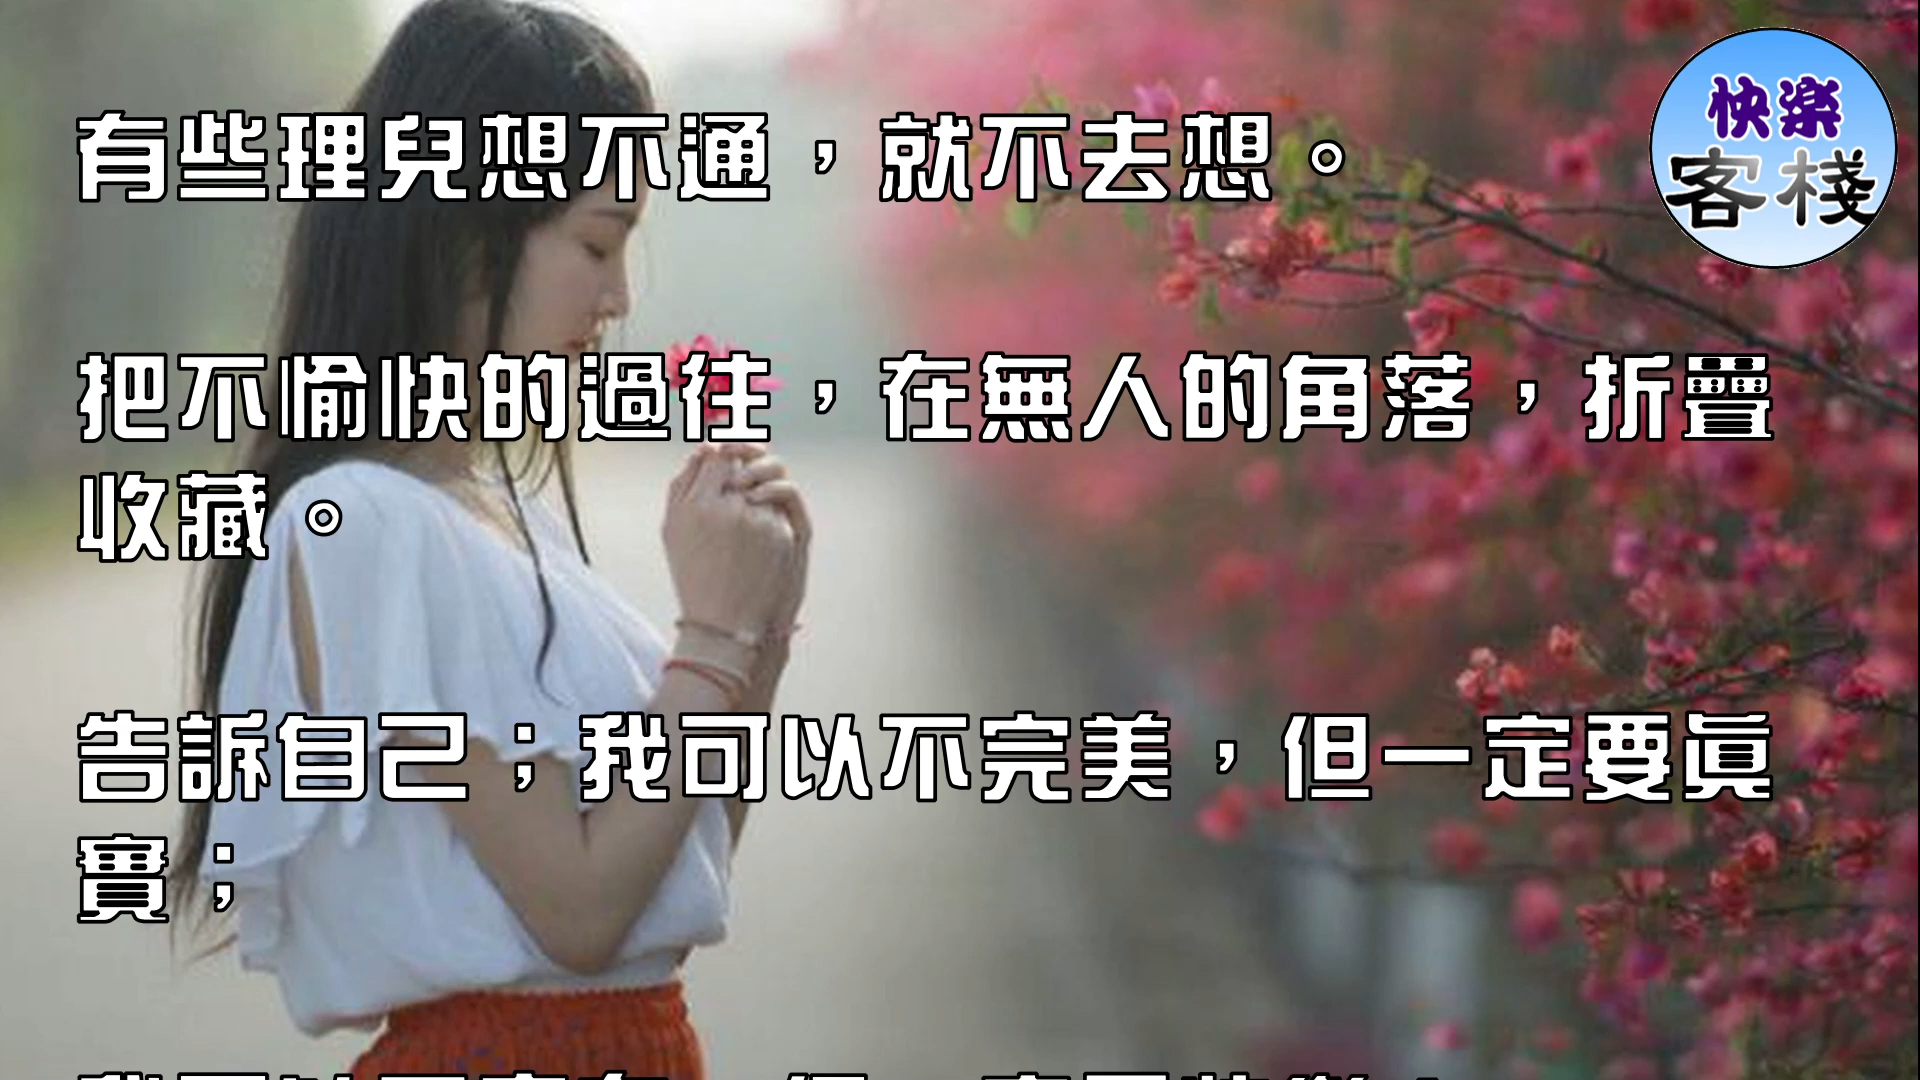 快樂
客棧
有些理兒想不通，就不去想。
把不愉快的過往，在無人的角落，折疊
收藏。
告訴自己；我可以不完美，但一定要真
實；